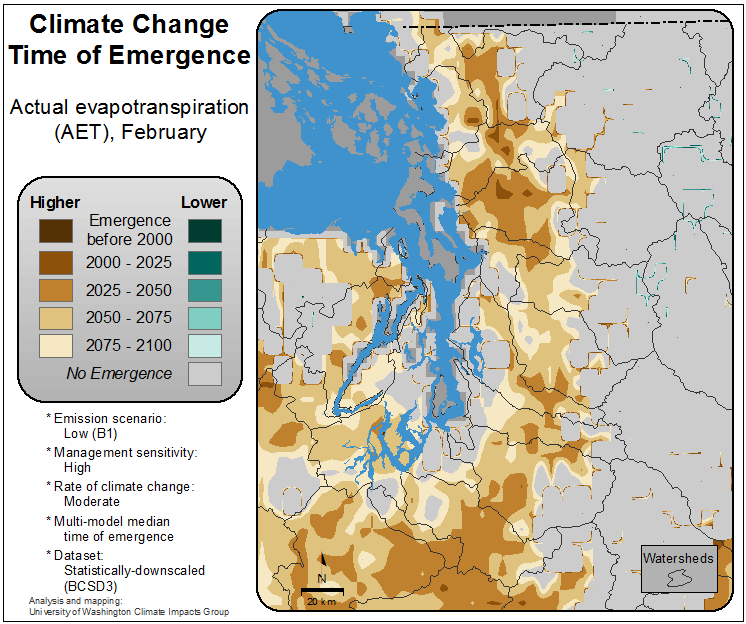 Climate Change
Time of Emergence
Actual evapotranspiration
(AET), February
Higher
Lower
Emergence
before 2000
2000 - 2025
2025 - 2050
2050 - 2075
2075 - 2100
No Emergence
* Emission scenario:
Low (B1)
* Management sensitivity:
High
* Rate of climate change:
Moderate
* Multi-model median
time of emergence
* Dataset:
Statistically-downscaled
(BCSD3)
Analysis and mapping:
University of Washington Climate Impacts Group
N
20 km
Watersheds